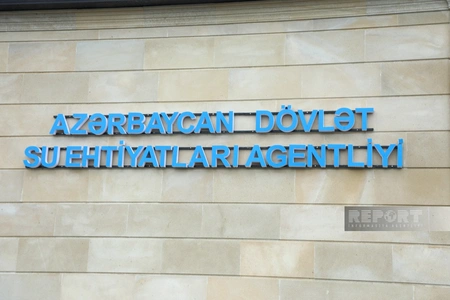 AZƏRBAYCAN DÖVLƏT
SU EHTİYATLARI AGENTLİYİ
REPORT